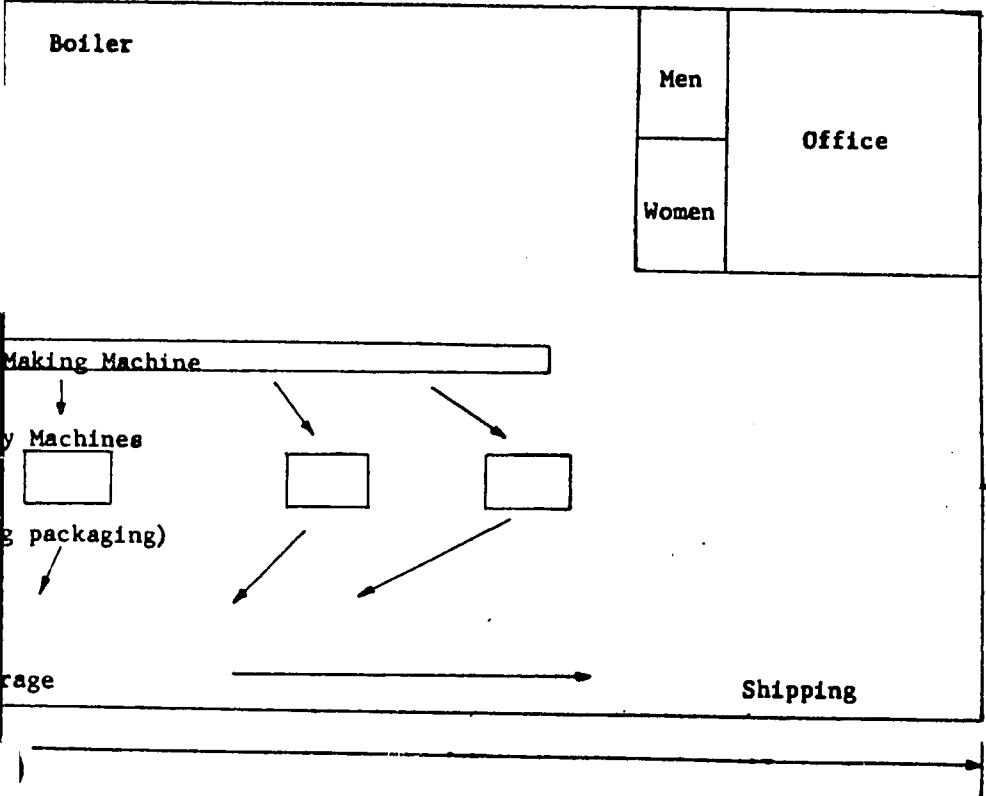 Boiler
Men
Office
Women
Making Machine
y Machines
g packaging)
rage
Shipping
)